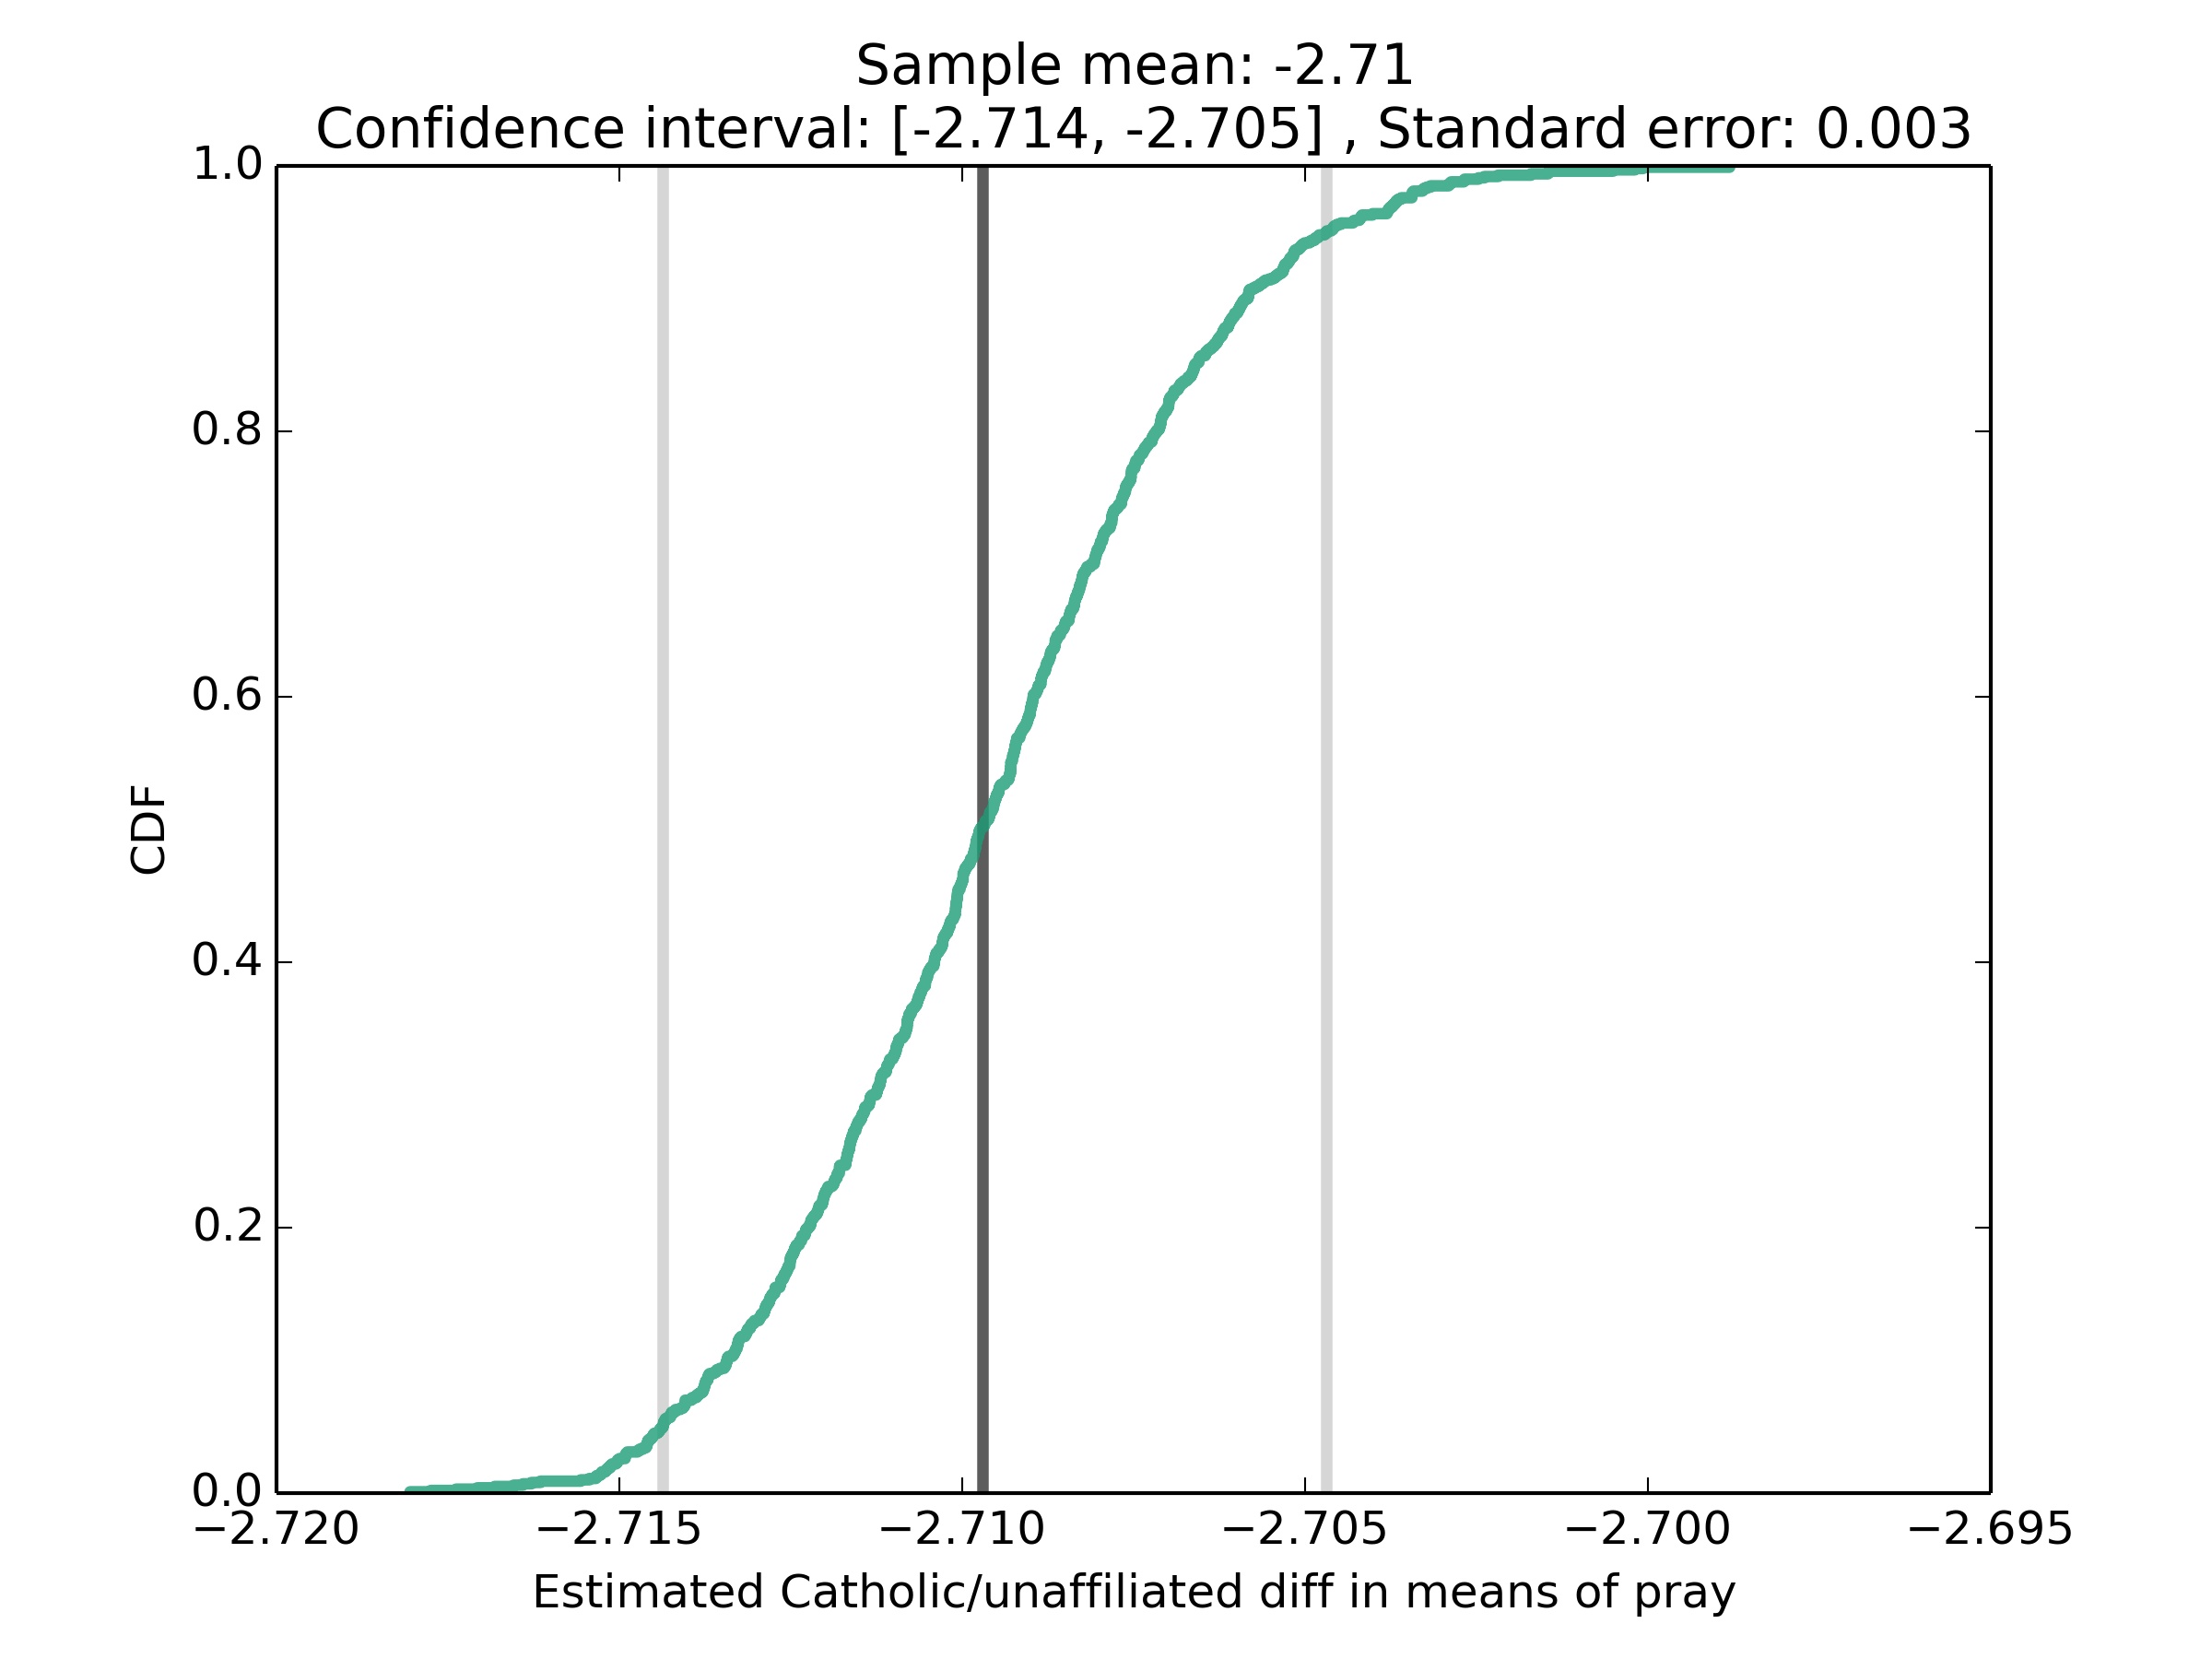 Sample mean: -2.71
Confidence interval: [-2.714, -2.705] , Standard error: 0.003
1.0
0.8
0.6
0.4
0.2
0.0
CDF
−2.720 −2.715 −2.710 −2.705 −2.700 −2.695
Estimated Catholic/unaffiliated diff in means of pray